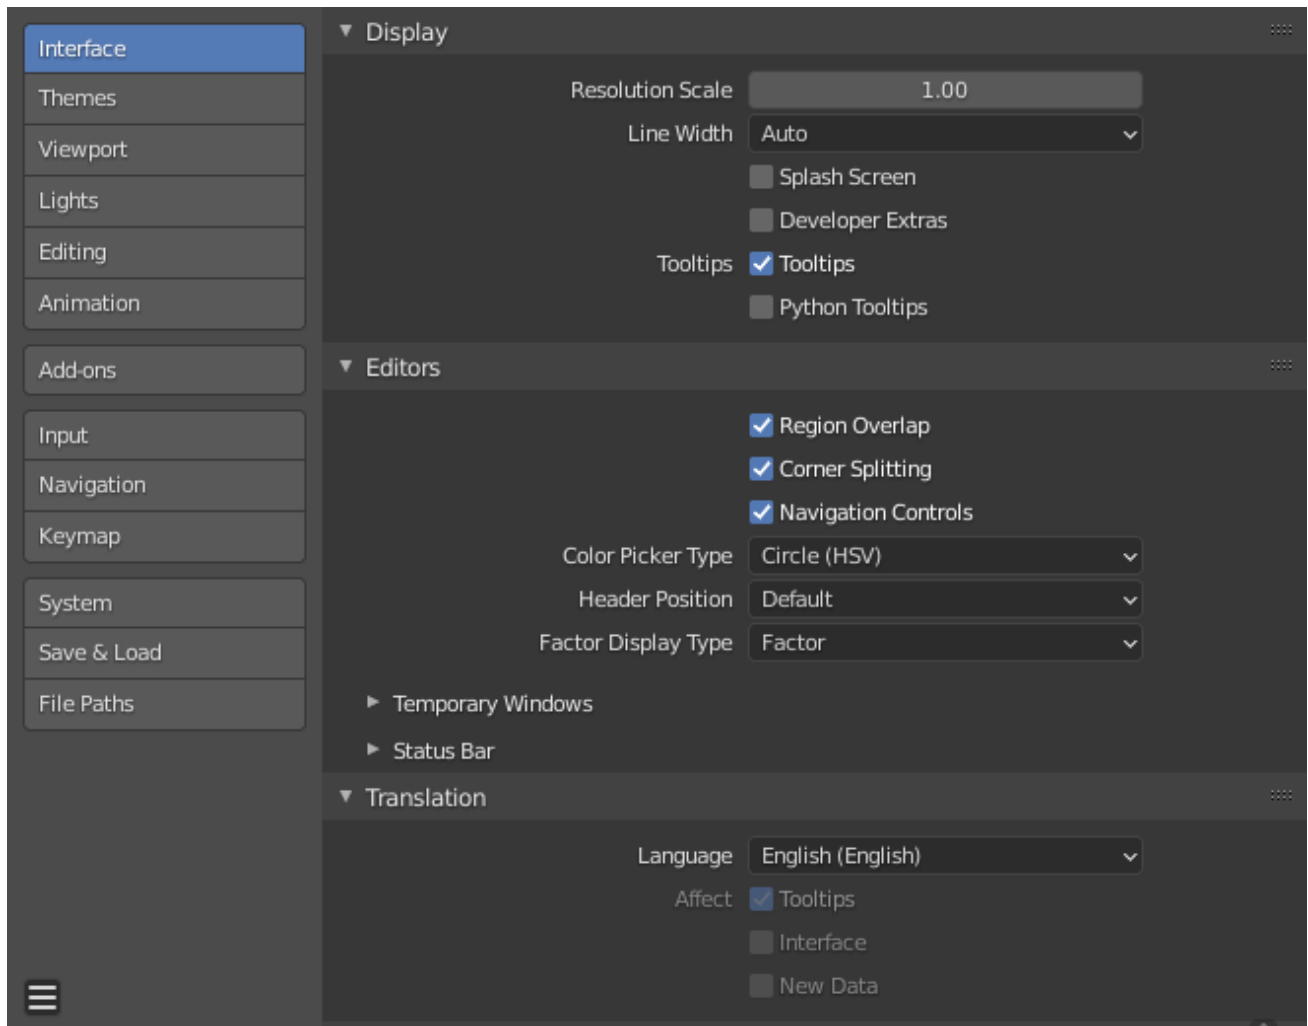 Interface
Themes
Viewport
Lights
Editing
Animation
Add-ons
Input
Navigation
Keymap
System
Save & Load
File Paths
Display
Resolution Scale 1.00
Line Width Auto
Splash Screen
Developer Extras
Tooltips Tooltips
Python Tooltips
Editors
Region Overlap
Corner Splitting
Navigation Controls
Color Picker Type Circle (HSV)
Header Position Default
Factor Display Type Factor
Temporary Windows
Status Bar
Translation
Language English (English)
Affect Tooltips
Interface
New Data